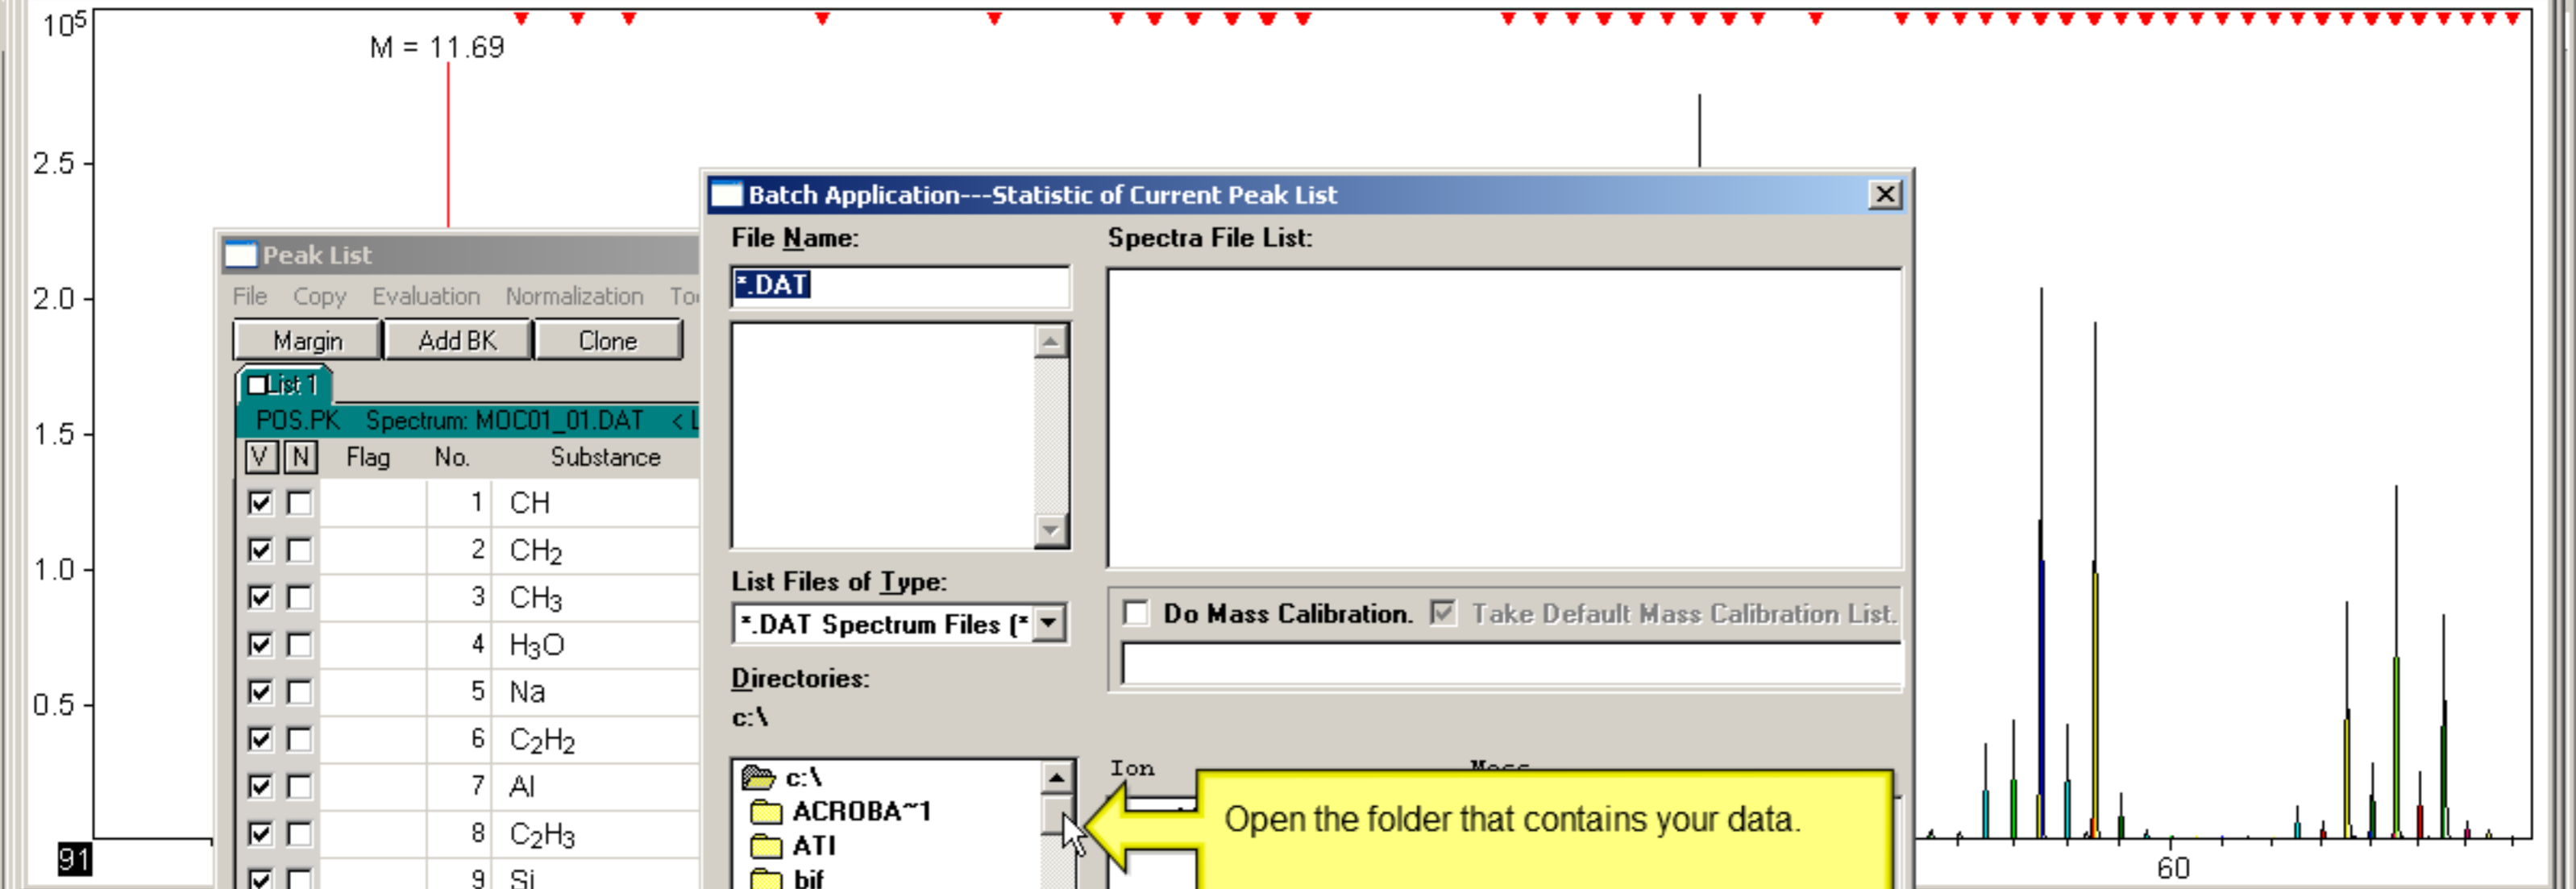 10⁵
M = 11.69
2.5
2.0
1.5
1.0
0.5
91
60
Peak List
File Copy Evaluation Normalization
Margin Add BK Clone
List 1
POS.PK Spectrum: MOC01_01.DAT < L
V N Flag No. Substance
1 CH
2 CH₂
3 CH₃
4 H₃O
5 Na
6 C₂H₂
7 Al
8 C₂H₃
9 Si
Batch Application---Statistic of Current Peak List
File Name:
*.DAT
List Files of Type:
*.DAT Spectrum Files (*
Directories:
c:\
c:\
ACROBA~1
ATI
bif
Spectra File List:
Do Mass Calibration. Take Default Mass Calibration List.
Ion Mass
Open the folder that contains your data.